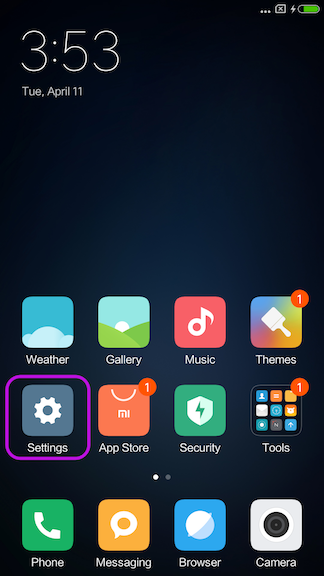 3:53
Tue, April 11
Weather Gallery Music Themes
1
Settings App Store Security Tools
mi
1
1
Phone Messaging Browser Camera